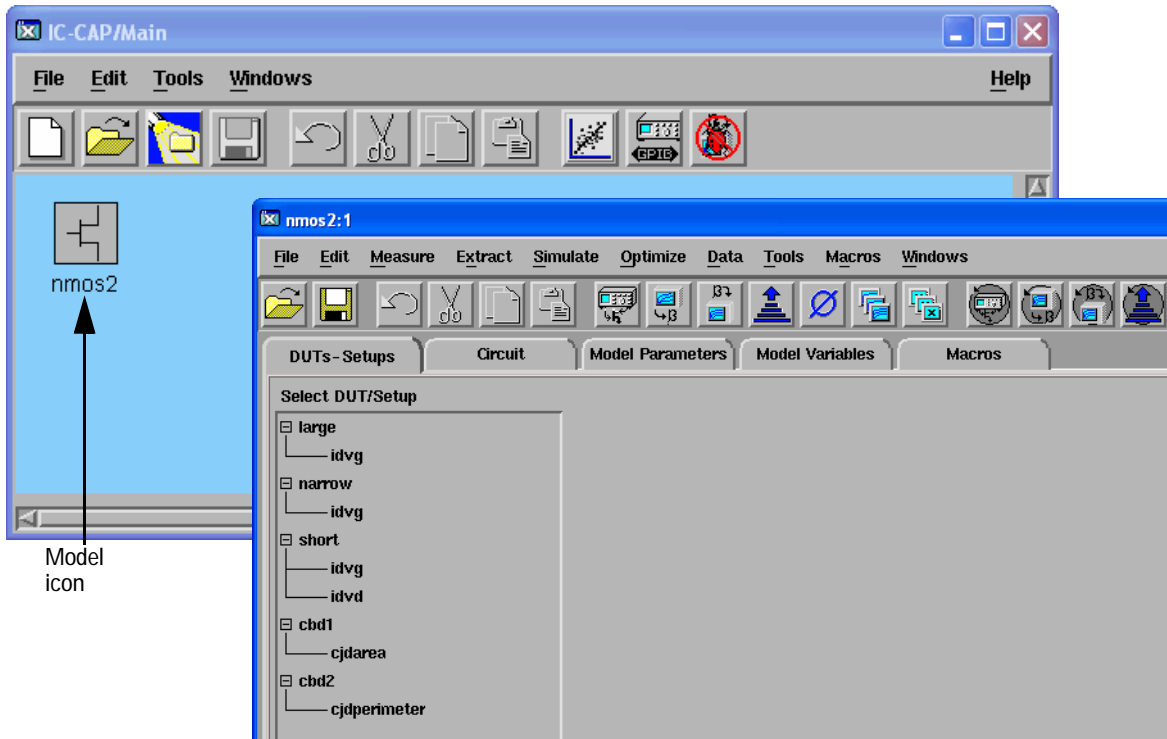 IC-CAP/Main
File Edit Tools Windows Help
GPIG
nmos2
nmos2:1
File Edit Measure Extract Simulate Optimize Data Tools Macros Windows
DUTs-Setups Circuit Model Parameters Model Variables Macros
Select DUT/Setup
large
idvg
narrow
idvg
short
idvg
idvd
cbd1
cjdarea
cbd2
cjdperimeter
Model
icon